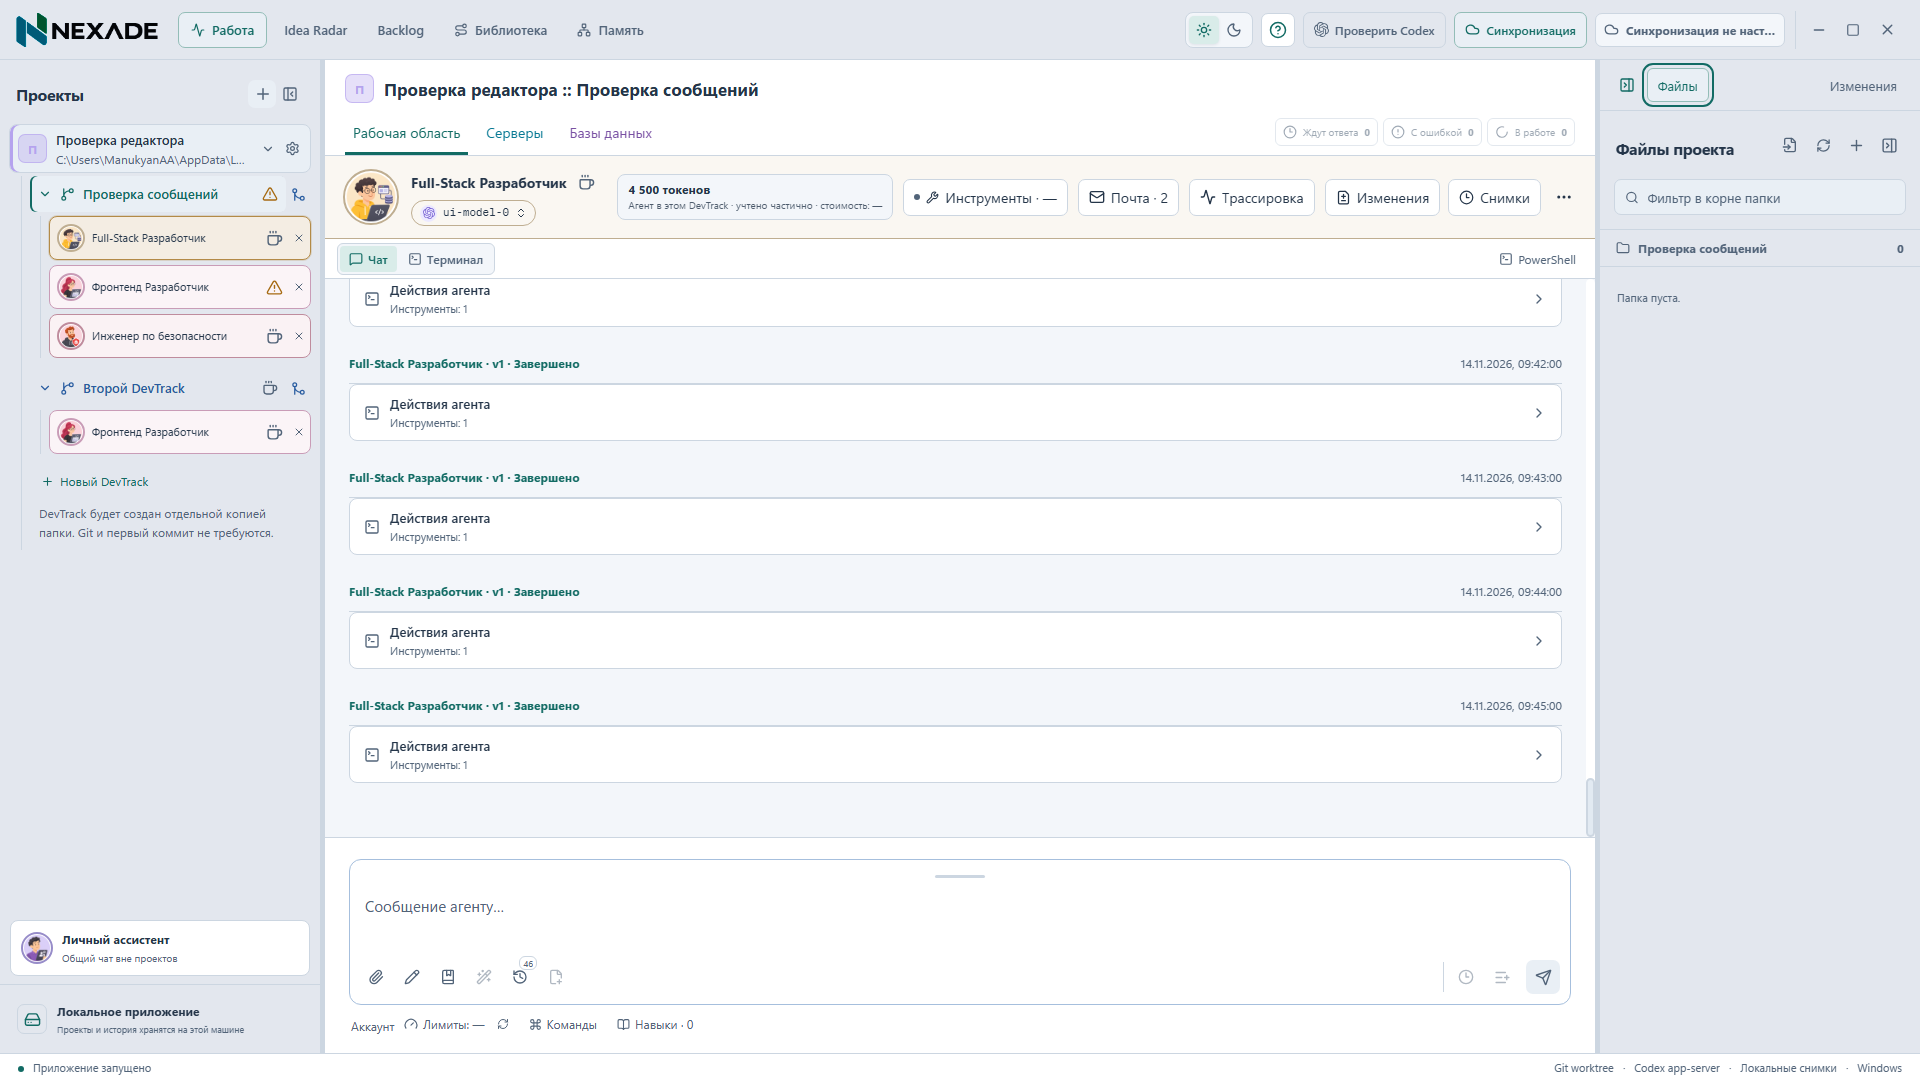 NEXADE
Работа
Idea Radar
Backlog
Библиотека
Память
Проверить Codex
Синхронизация
Синхронизация не наст...
Проекты
П
Проверка редактора
C:\Users\ManukyanAA\AppData\L...
Проверка сообщений
Full-Stack Разработчик
Фронтенд Разработчик
Инженер по безопасности
Второй DevTrack
Фронтенд Разработчик
Новый DevTrack
DevTrack будет создан отдельной копией
папки. Git и первый коммит не требуются.
Личный ассистент
Общий чат вне проектов
Локальное приложение
Проекты и история хранятся на этой машине
П
Проверка редактора :: Проверка сообщений
Рабочая область
Серверы
Базы данных
Ждут ответа 0
С ошибкой 0
В работе 0
Full-Stack Разработчик
ui-model-0
4 500 токенов
Агент в этом DevTrack · учтено частично · стоимость: —
Инструменты · —
Почта · 2
Трассировка
Изменения
Снимки
Чат
Терминал
PowerShell
Действия агента
Инструменты: 1
Full-Stack Разработчик · v1 · Завершено
14.11.2026, 09:42:00
Действия агента
Инструменты: 1
Full-Stack Разработчик · v1 · Завершено
14.11.2026, 09:43:00
Действия агента
Инструменты: 1
Full-Stack Разработчик · v1 · Завершено
14.11.2026, 09:44:00
Действия агента
Инструменты: 1
Full-Stack Разработчик · v1 · Завершено
14.11.2026, 09:45:00
Действия агента
Инструменты: 1
Сообщение агенту...
46
Аккаунт
Лимиты: —
Команды
Навыки · 0
Файлы
Изменения
Файлы проекта
Фильтр в корне папки
Проверка сообщений
0
Папка пуста.
Приложение запущено
Git worktree · Codex app-server · Локальные снимки · Windows